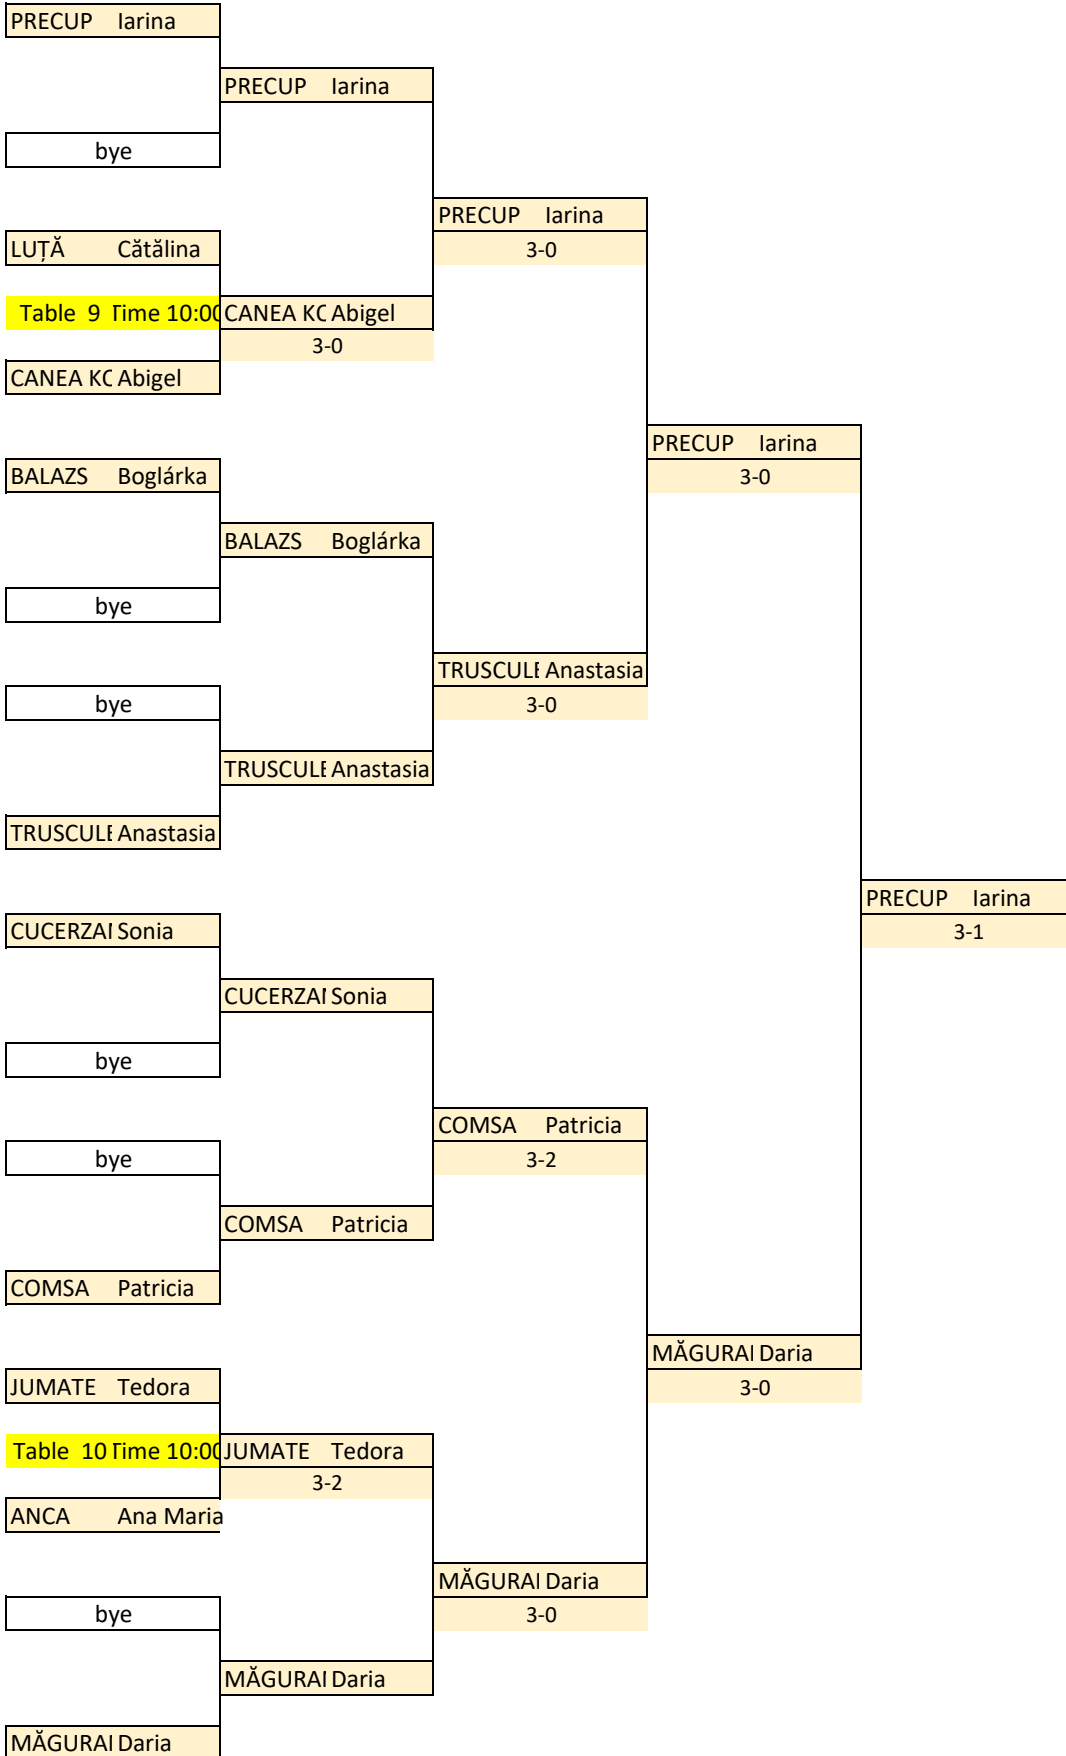 PRECUP Iarina
PRECUP Iarina
bye
PRECUP Iarina
LUȚĂ Cătălina
3-0
Table 9 Time 10:00
CANEA KC Abigel
3-0
CANEA KC Abigel
PRECUP Iarina
BALAZS Boglárka
3-0
BALAZS Boglárka
bye
TRUSCULE Anastasia
bye
3-0
TRUSCULE Anastasia
TRUSCULE Anastasia
PRECUP Iarina
CUCERZAN Sonia
3-1
CUCERZAN Sonia
bye
COMSA Patricia
bye
3-2
COMSA Patricia
COMSA Patricia
MĂGURAI Daria
JUMATE Tedora
3-0
Table 10 Time 10:00
JUMATE Tedora
3-2
ANCA Ana Maria
MĂGURAI Daria
bye
3-0
MĂGURAI Daria
MĂGURAI Daria